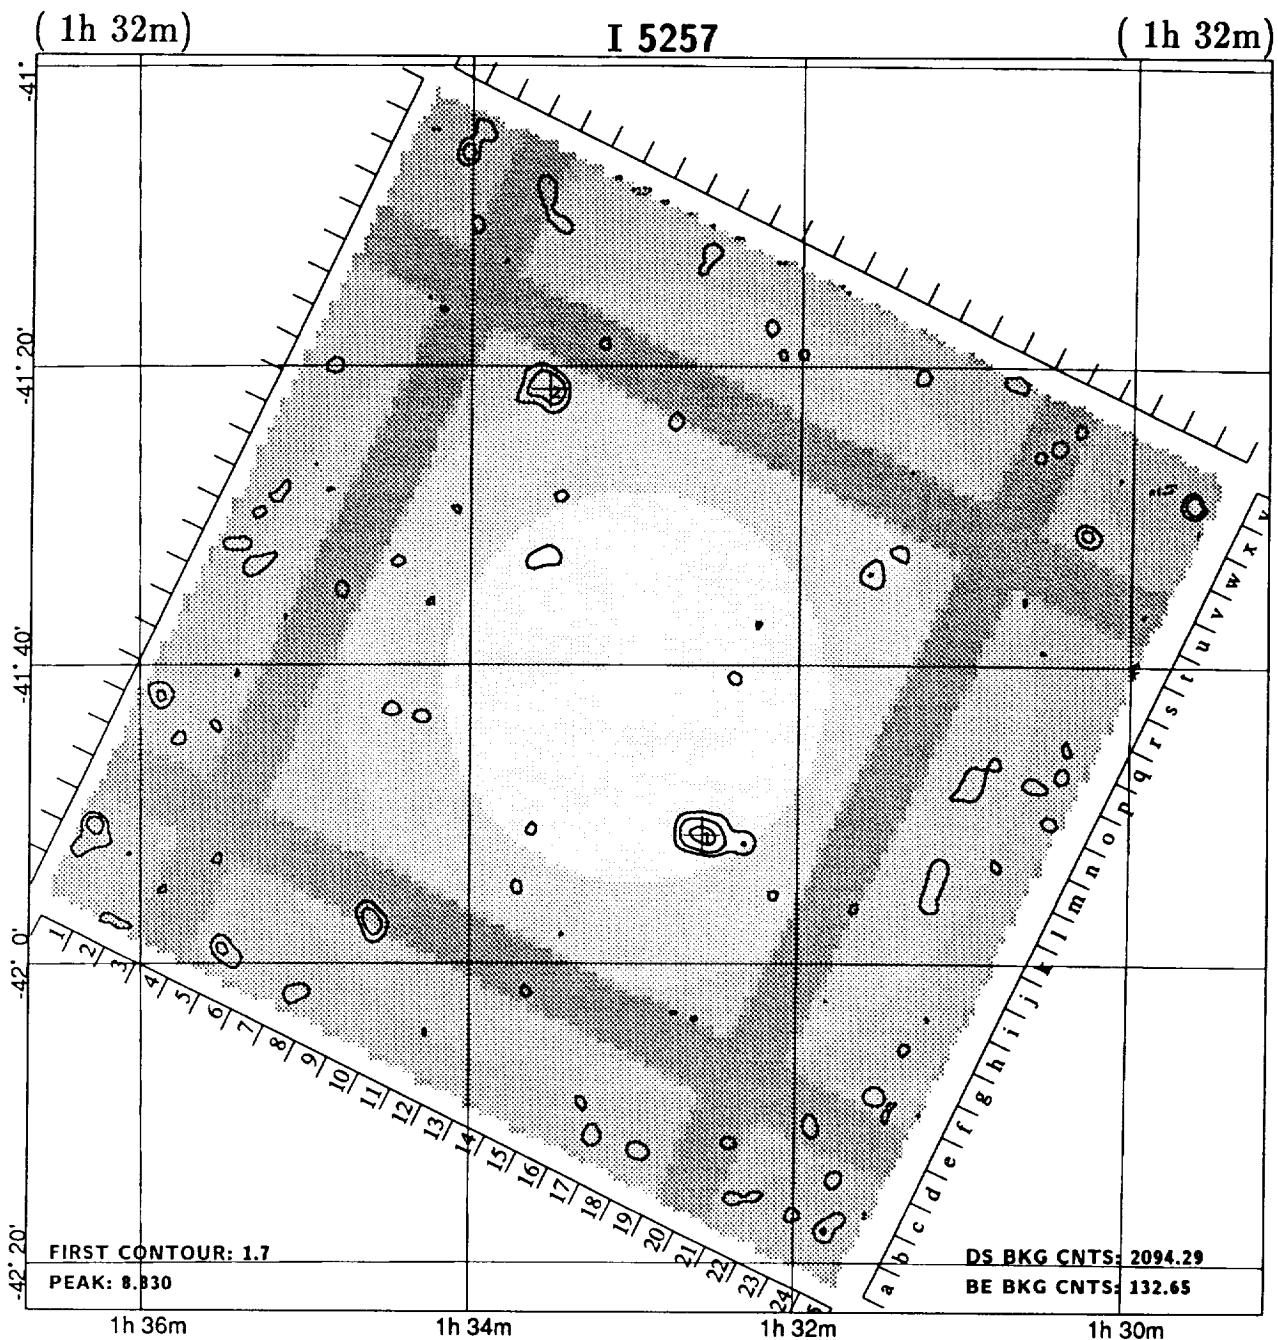 ( 1h 32m)
I 5257
( 1h 32m)
-41°
-41° 20'
-41° 40'
-42° 0'
-42° 20'
1 2 3 4 5 6 7 8 9 10 11 12 13 14 15 16 17 18 19 20 21 22 23 24
a b c d e f g h i j k l m n o p q r s t u v w x y
FIRST CONTOUR: 1.7
PEAK: 8.830
DS BKG CNTS: 2094.29
BE BKG CNTS: 132.65
1h 36m
1h 34m
1h 32m
1h 30m